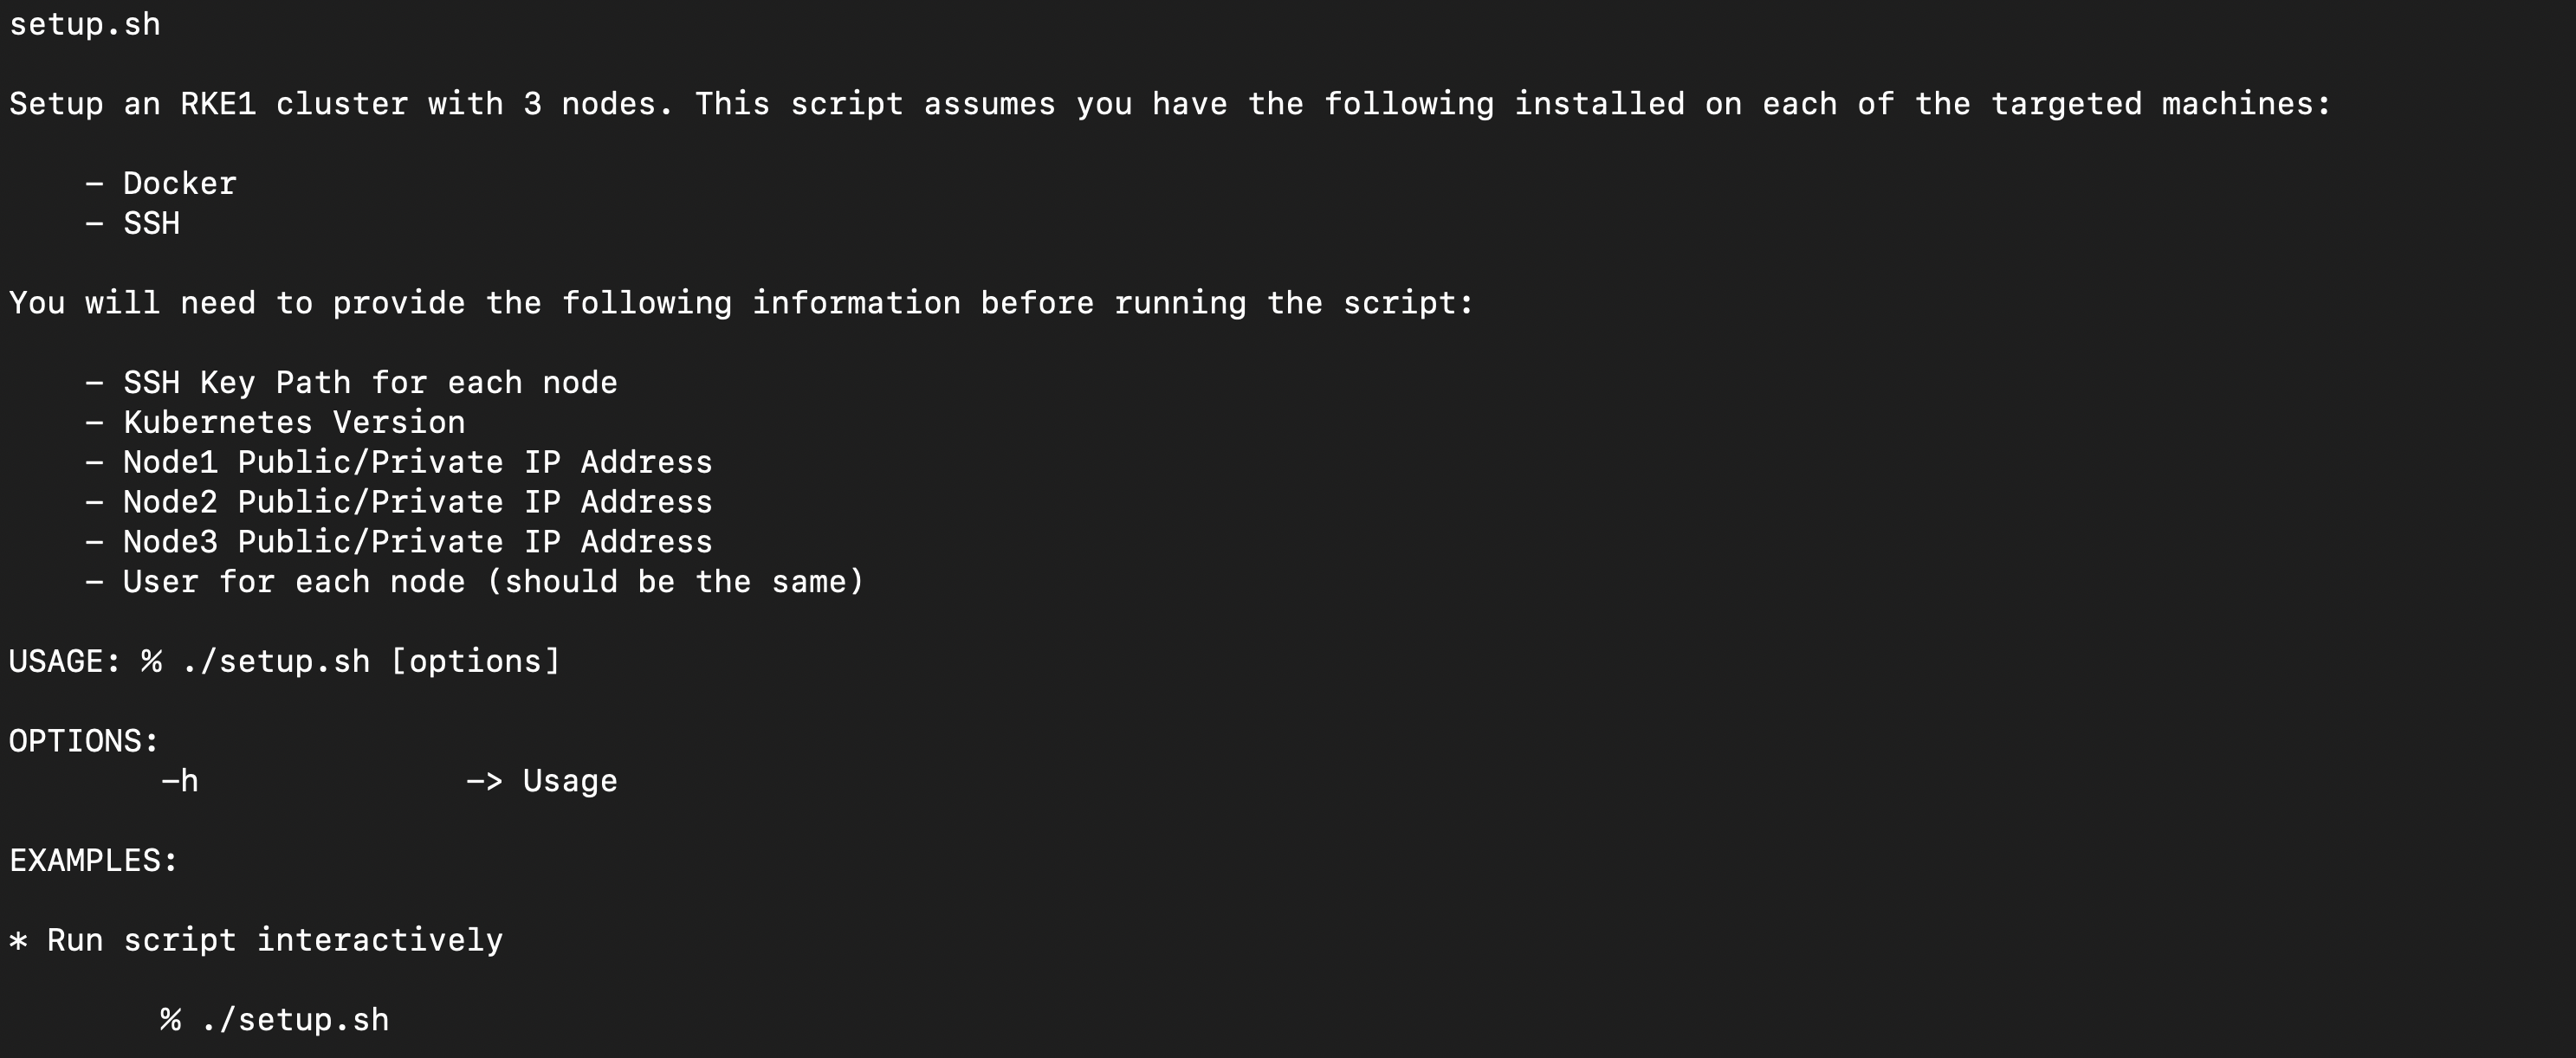 setup.sh
Setup an RKE1 cluster with 3 nodes. This script assumes you have the following installed on each of the targeted machines:
- Docker
- SSH
You will need to provide the following information before running the script:
- SSH Key Path for each node
- Kubernetes Version
- Node1 Public/Private IP Address
- Node2 Public/Private IP Address
- Node3 Public/Private IP Address
- User for each node (should be the same)
USAGE: % ./setup.sh [options]
OPTIONS:
-h -> Usage
EXAMPLES:
* Run script interactively
% ./setup.sh